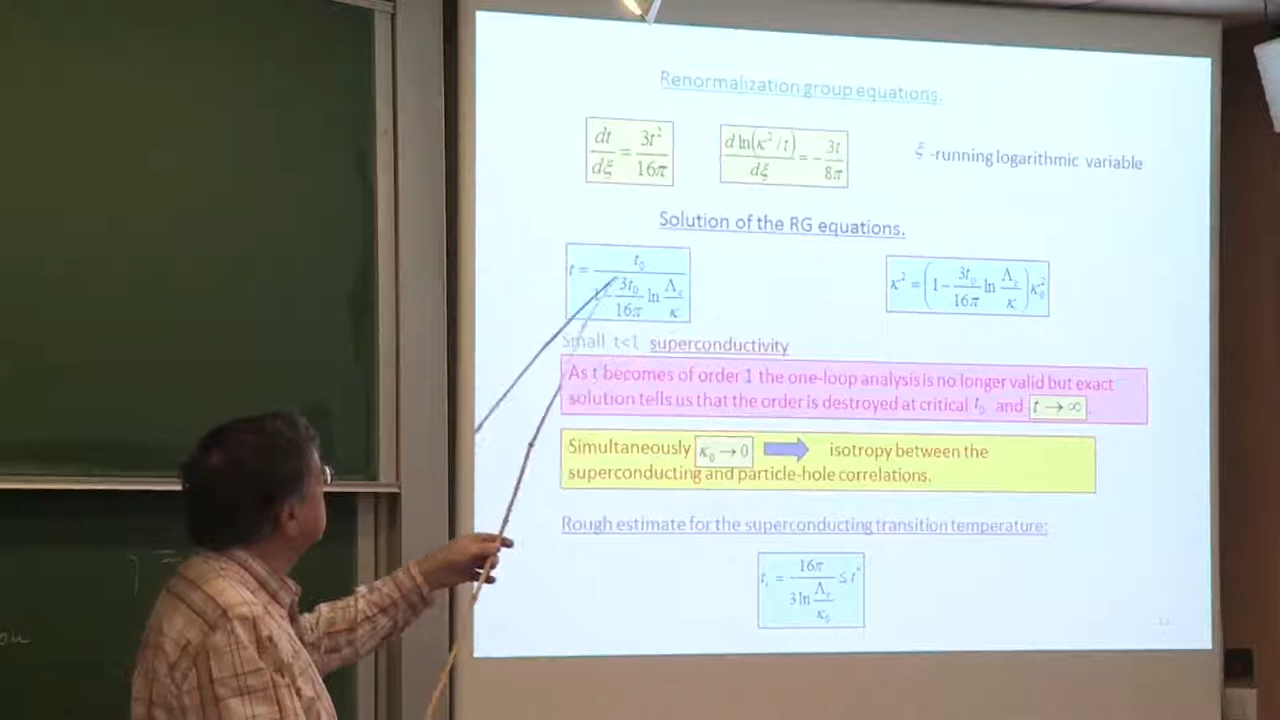 Renormalization group equations.
dt/dξ = 3t²/16π
d ln(κ²/t)/dξ = -3t/8π
ξ -running logarithmic variable
Solution of the RG equations.
t = t₀/(1-3t₀/16π ln Λc/κ)
κ² = (1-3t₀/16π ln Λc/κ)κ₀²
Small t<1 superconductivity
As t becomes of order 1 the one-loop analysis is no longer valid but exact
solution tells us that the order is destroyed at critical t₀ and t→∞.
Simultaneously κ₀→0 isotropy between the
superconducting and particle-hole correlations.
Rough estimate for the superconducting transition temperature:
= 16π/(3 ln Λc/κ₀) ≤ t*